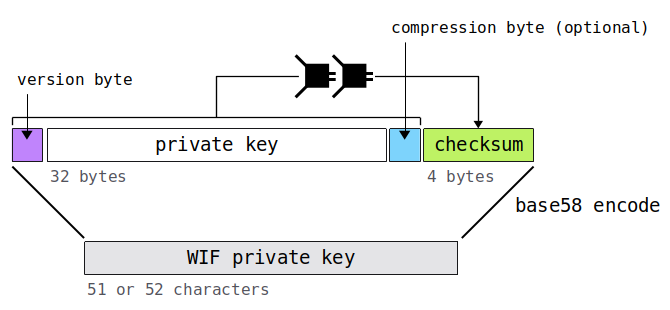 compression byte (optional)
version byte
private key
checksum
32 bytes
4 bytes
base58 encode
WIF private key
51 or 52 characters